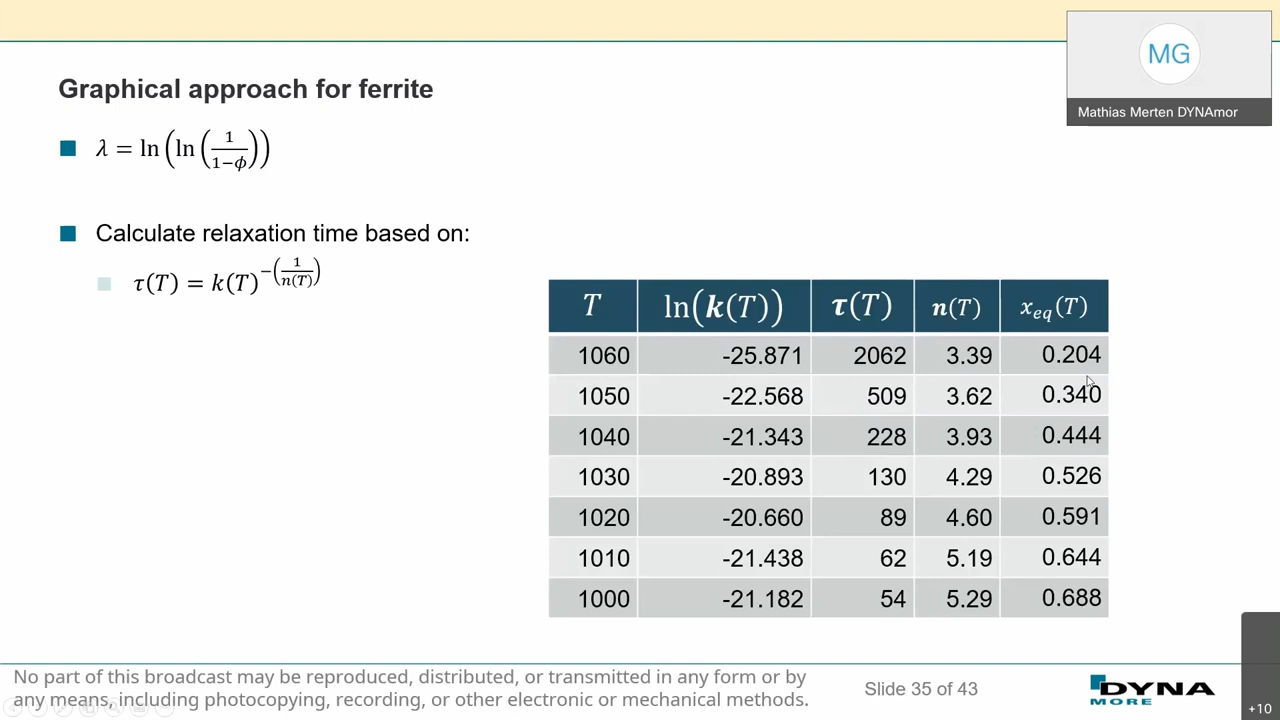 MG
Mathias Merten DYNAmor
Graphical approach for ferrite
λ = ln(ln(1/(1−ϕ)))
Calculate relaxation time based on:
τ(T) = k(T)^−(1/n(T))
T ln(k(T)) τ(T) n(T) x_eq(T)
1060 -25.871 2062 3.39 0.204
1050 -22.568 509 3.62 0.340
1040 -21.343 228 3.93 0.444
1030 -20.893 130 4.29 0.526
1020 -20.660 89 4.60 0.591
1010 -21.438 62 5.19 0.644
1000 -21.182 54 5.29 0.688
No part of this broadcast may be reproduced, distributed, or transmitted in any form or by
any means, including photocopying, recording, or other electronic or mechanical methods.
Slide 35 of 43
DYNA
MORE
+10